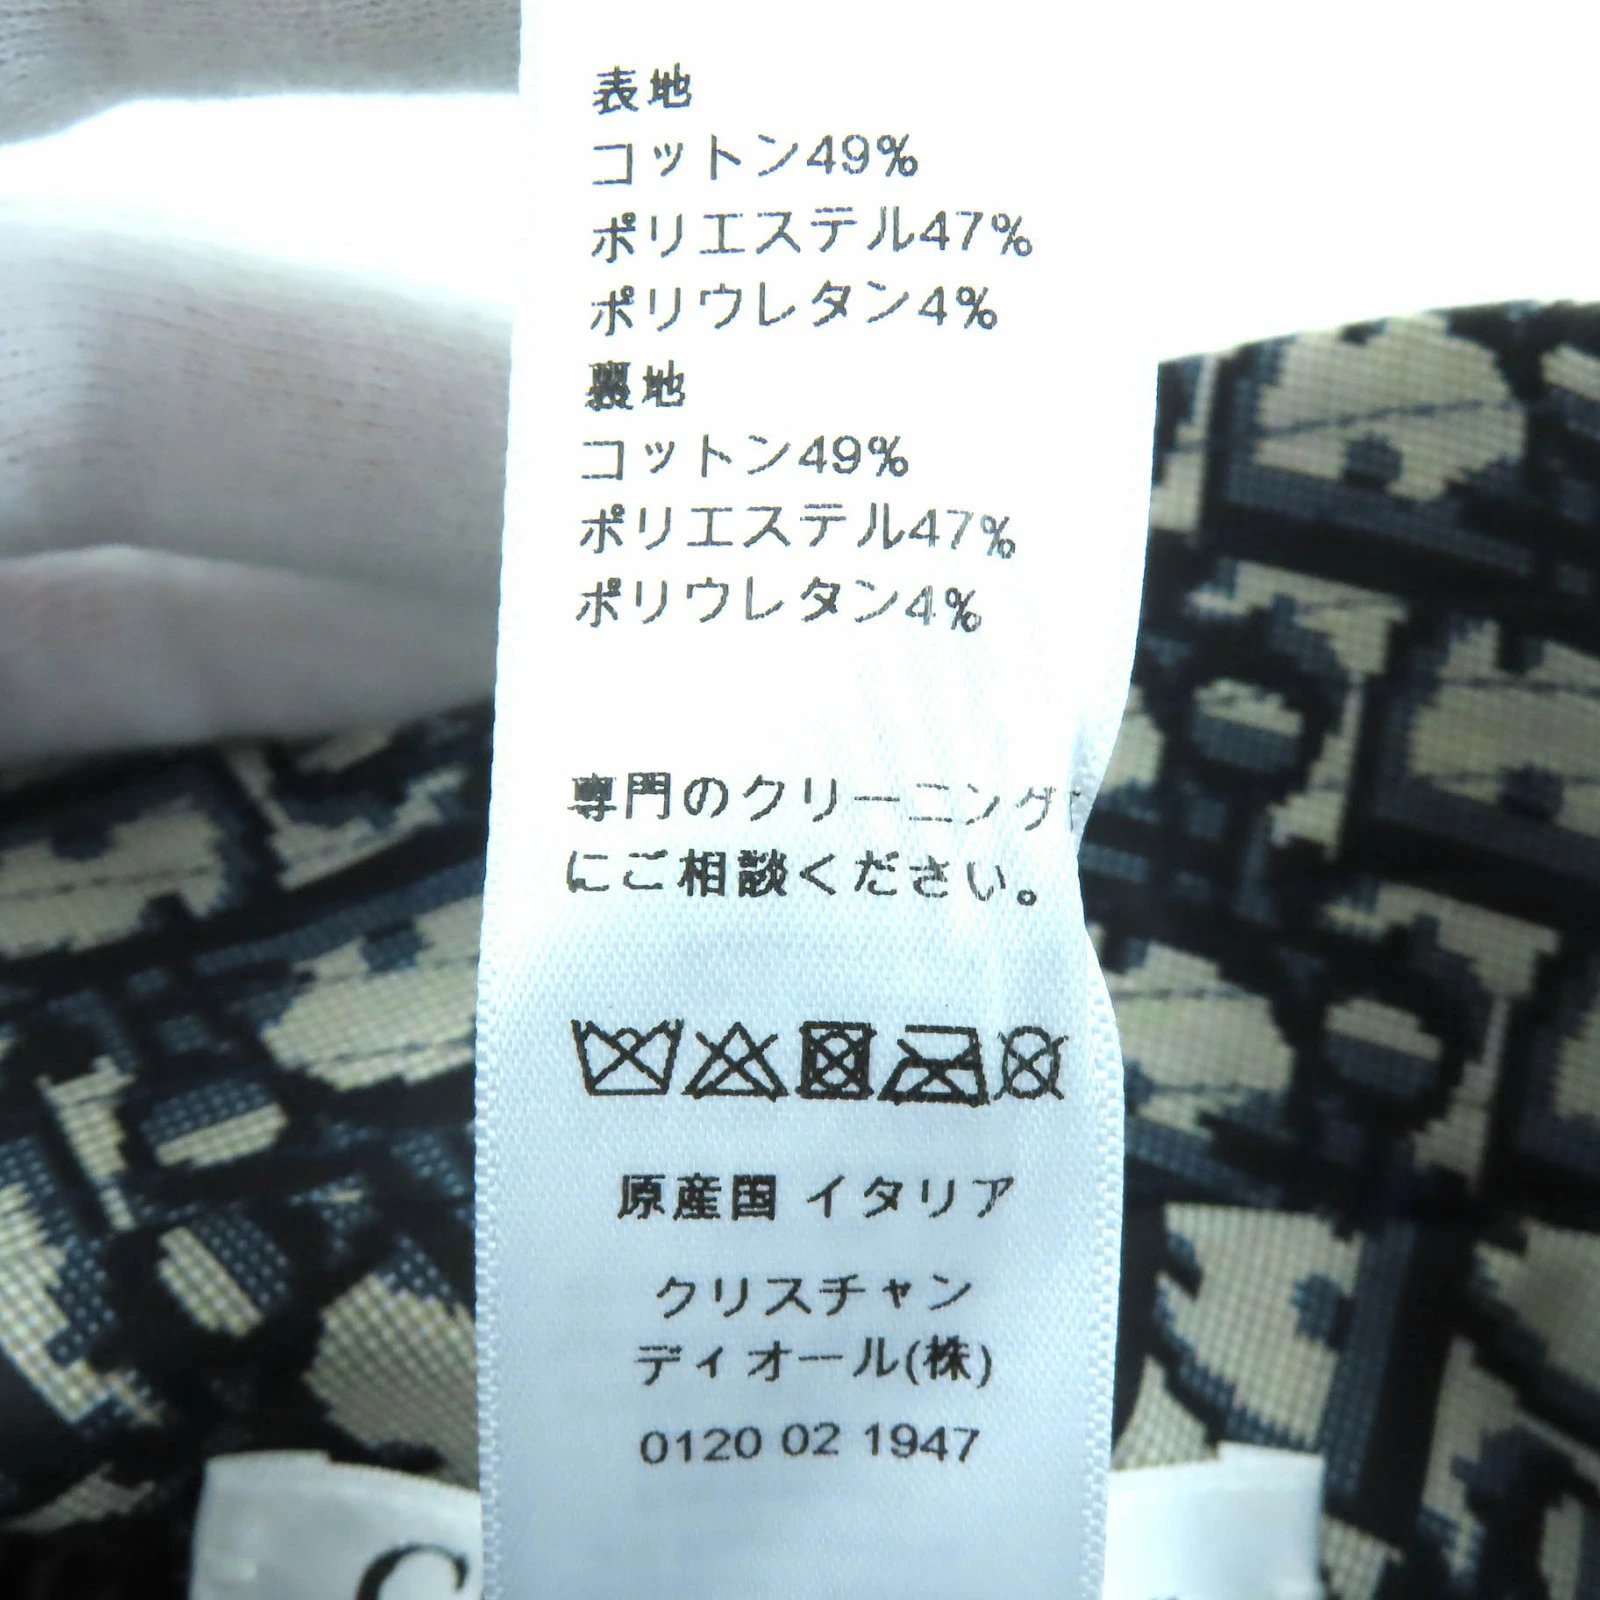 表地
コットン49%
ポリエステル47%
ポリウレタン4%
裏地
コットン49%
ポリエステル47%
ポリウレタン4%
専門のクリーニング
にご相談ください。
原産国 イタリア
クリスチャン
ディオール(株)
0120 02 1947
C